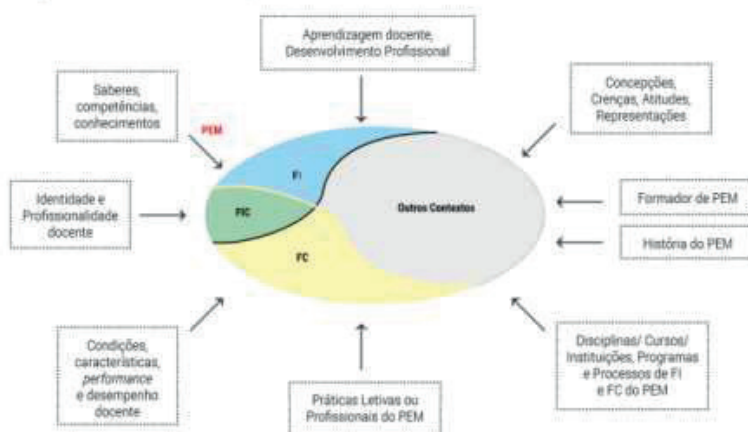 Aprendizagem docente,
Desenvolvimento Profissional
Saberes,
competências,
conhecimentos
PEM
Concepções,
Crenças, Atitudes,
Representações
FI
Identidade e
Profissionalidade
docente
FIC
Outros Contextos
Formador de PEM
História do PEM
FC
Condições,
características,
performance
e desempenho
docente
Práticas Letivas ou
Profissionais do PEM
Disciplinas/ Cursos/
Instituições, Programas
e Processos de FI
e FC do PEM